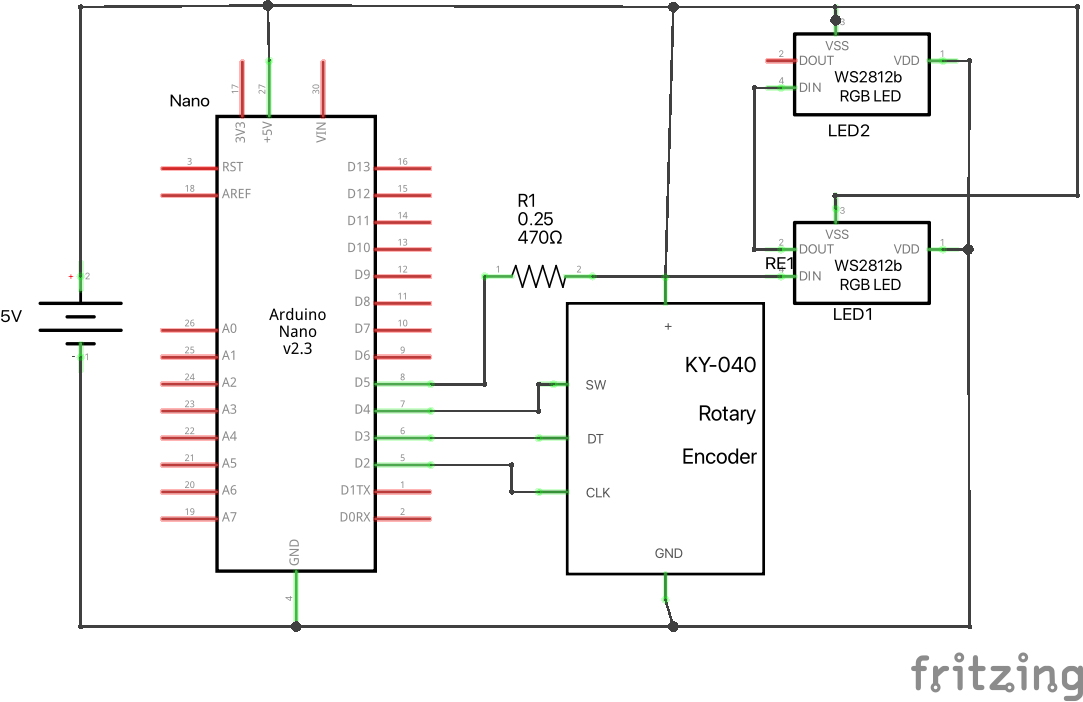 3
VSS
2
DOUT
VDD
1
WS2812b
4
DIN
RGB LED
LED2
17
27
30
Nano
3V3
+5V
VIN
3
RST
D13
16
18
AREF
D12
15
D11
14
D10
13
D9
12
D8
11
26
A0
D7
10
25
A1
D6
9
24
A2
D5
8
23
A3
D4
7
22
A4
D3
6
21
A5
D2
5
20
A6
D1TX
1
19
A7
D0RX
2
Arduino
Nano
v2.3
GND
4
R1
0.25
470Ω
1
2
3
VSS
2
DOUT
VDD
1
RE1
WS2812b
4
DIN
RGB LED
LED1
+ 2
5V
- 1
+
KY-040
SW
Rotary
DT
Encoder
CLK
GND
fritzing